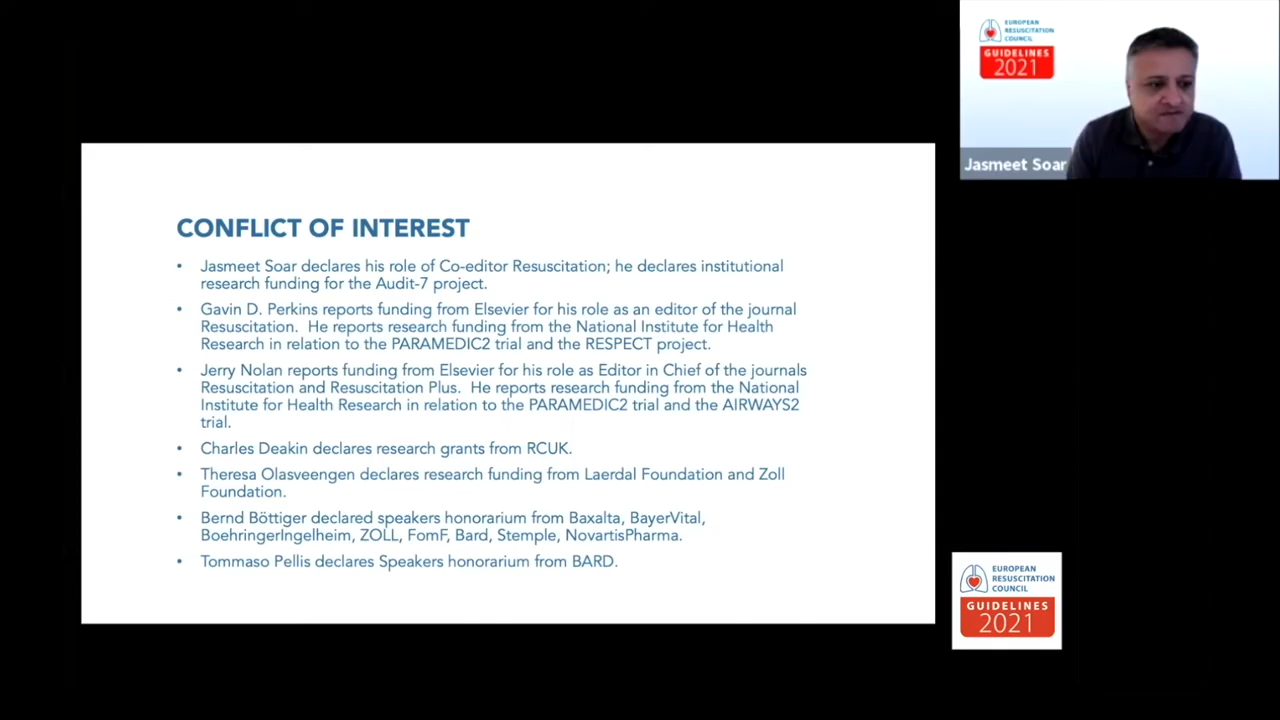 EUROPEAN
RESUSCITATION
COUNCIL
GUIDELINES
2021
Jasmeet Soar
CONFLICT OF INTEREST
• Jasmeet Soar declares his role of Co-editor Resuscitation; he declares institutional
research funding for the Audit-7 project.
• Gavin D. Perkins reports funding from Elsevier for his role as an editor of the journal
Resuscitation. He reports research funding from the National Institute for Health
Research in relation to the PARAMEDIC2 trial and the RESPECT project.
• Jerry Nolan reports funding from Elsevier for his role as Editor in Chief of the journals
Resuscitation and Resuscitation Plus. He reports research funding from the National
Institute for Health Research in relation to the PARAMEDIC2 trial and the AIRWAYS2
trial.
• Charles Deakin declares research grants from RCUK.
• Theresa Olasveengen declares research funding from Laerdal Foundation and Zoll
Foundation.
• Bernd Böttiger declared speakers honorarium from Baxalta, BayerVital,
BoehringerIngelheim, ZOLL, FomF, Bard, Stemple, NovartisPharma.
• Tommaso Pellis declares Speakers honorarium from BARD.
EUROPEAN
RESUSCITATION
COUNCIL
GUIDELINES
2021